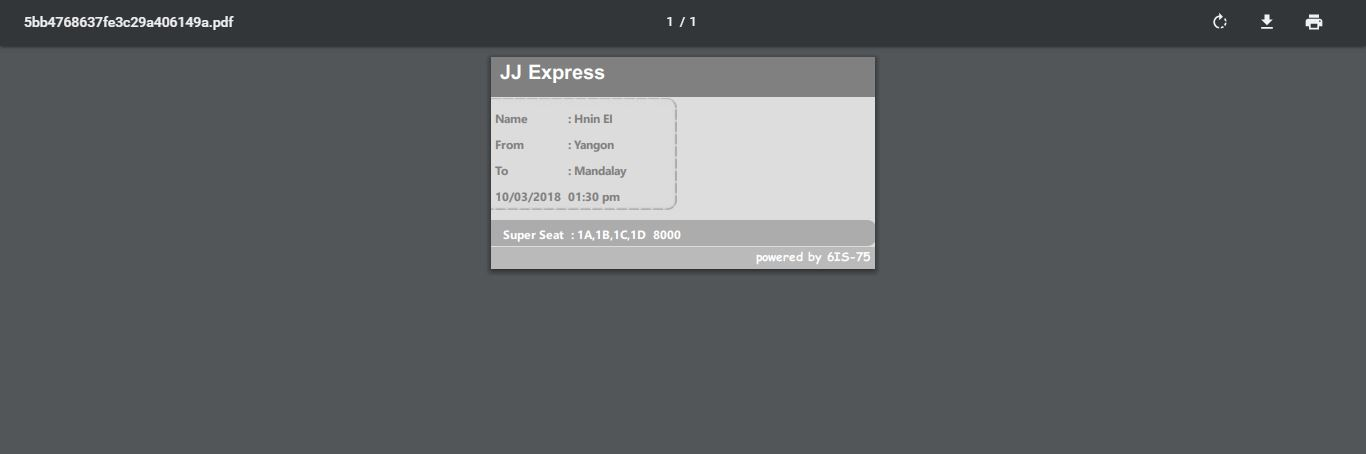 5bb4768637fe3c29a406149a.pdf 1 / 1
JJ Express
Name : Hnin EI
From : Yangon
To : Mandalay
10/03/2018 01:30 pm
Super Seat : 1A,1B,1C,1D 8000
powered by 6IS-75